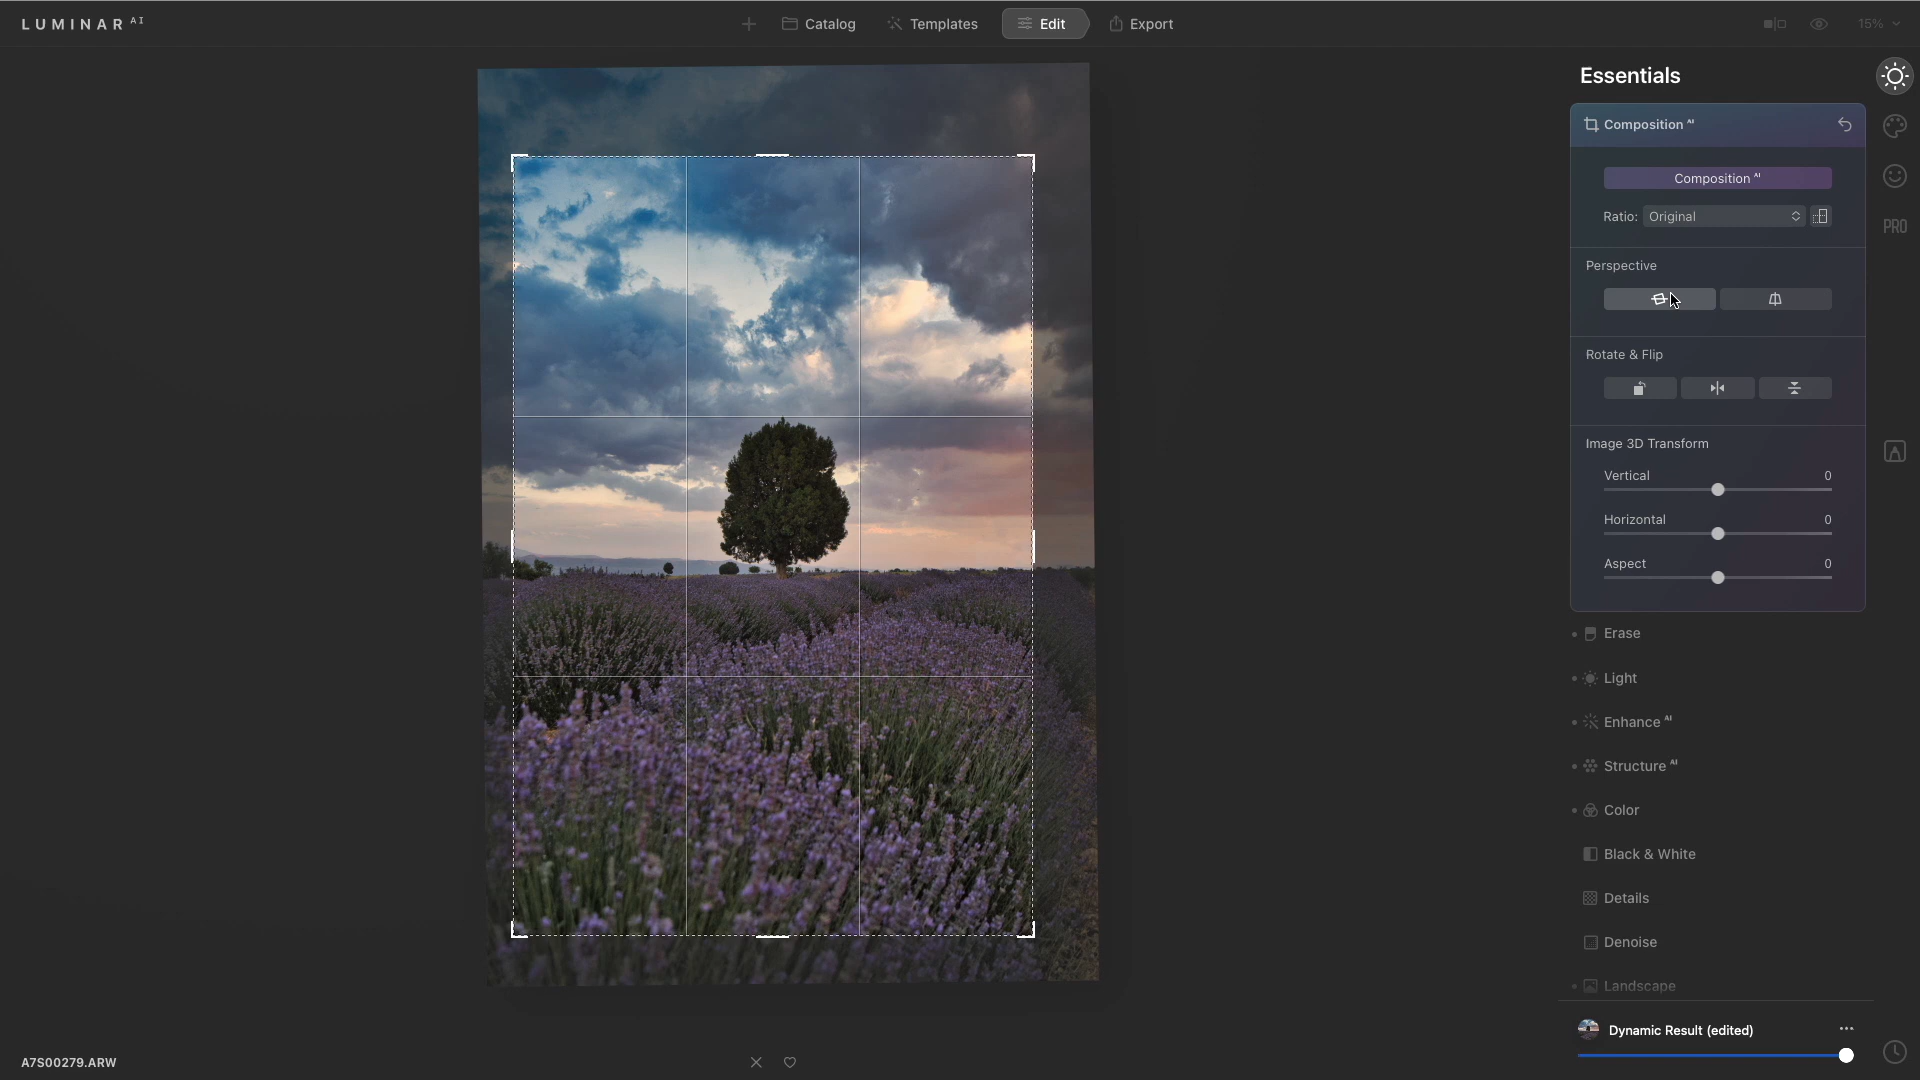 LUMINAR AI
Catalog
Templates
Edit
Export
15%
Essentials
Composition AI
Composition AI
Ratio: Original
Perspective
PRO
Rotate & Flip
Image 3D Transform
Vertical 0
Horizontal 0
Aspect 0
Erase
Light
Enhance AI
Structure AI
Color
Black & White
Details
Denoise
Landscape
Dynamic Result (edited)
A7S00279.ARW